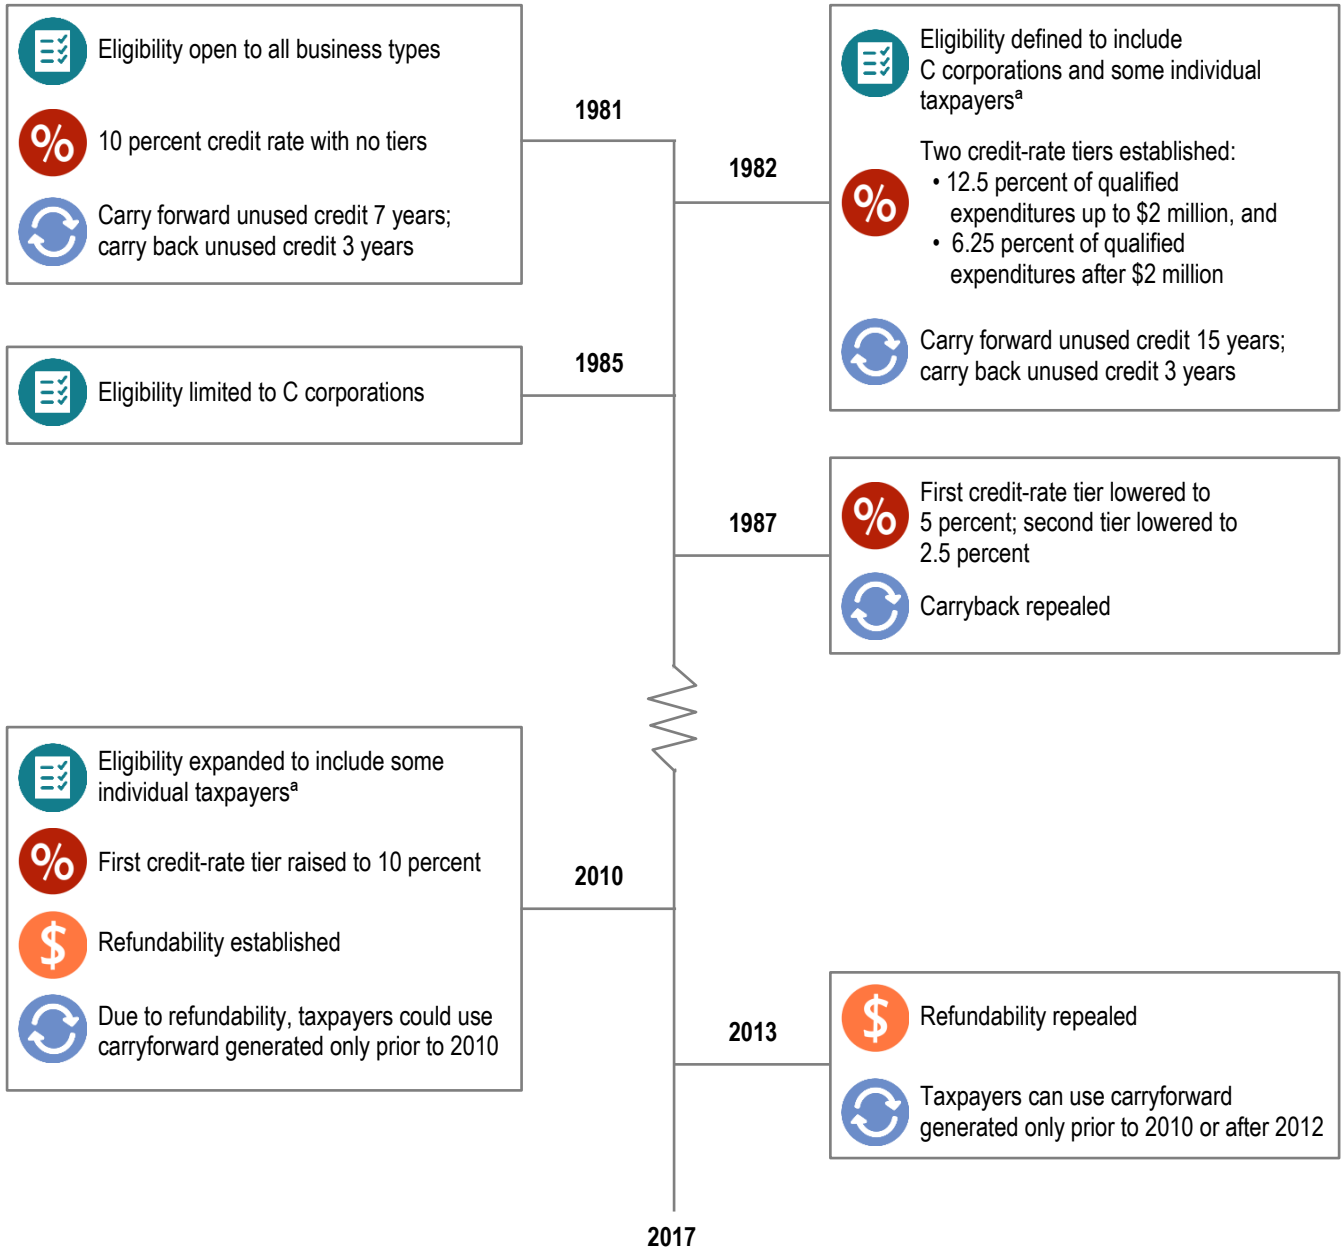 Eligibility open to all business types
% 10 percent credit rate with no tiers
Carry forward unused credit 7 years;
carry back unused credit 3 years
1981
1982
Eligibility defined to include
C corporations and some individual
taxpayersª
Two credit-rate tiers established:
% • 12.5 percent of qualified
expenditures up to $2 million, and
• 6.25 percent of qualified
expenditures after $2 million
Carry forward unused credit 15 years;
carry back unused credit 3 years
Eligibility limited to C corporations
1985
1987
First credit-rate tier lowered to
% 5 percent; second tier lowered to
2.5 percent
Carryback repealed
Eligibility expanded to include some
individual taxpayersª
% First credit-rate tier raised to 10 percent
$ Refundability established
Due to refundability, taxpayers could use
carryforward generated only prior to 2010
2010
2013
$ Refundability repealed
Taxpayers can use carryforward
generated only prior to 2010 or after 2012
2017